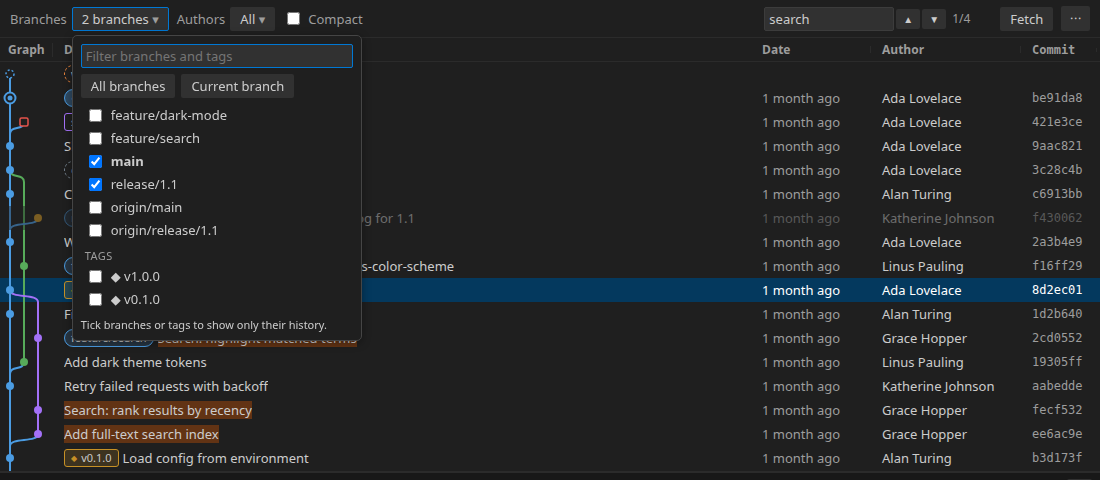 Branches 2 branches ▾ Authors All ▾ Compact search ▲ ▼ 1/4 Fetch ···
Graph D Date Author Commit
Filter branches and tags
All branches Current branch
feature/dark-mode
feature/search
main
release/1.1
origin/main
origin/release/1.1
TAGS
◆ v1.0.0
◆ v0.1.0
Tick branches or tags to show only their history.
1 month ago Ada Lovelace be91da8
1 month ago Ada Lovelace 421e3ce
S 1 month ago Ada Lovelace 9aac821
1 month ago Ada Lovelace 3c28c4b
C 1 month ago Alan Turing c6913bb
for 1.1 1 month ago Katherine Johnson f430062
W 1 month ago Ada Lovelace 2a3b4e9
s-color-scheme 1 month ago Linus Pauling f16ff29
1 month ago Ada Lovelace 8d2ec01
F 1 month ago Alan Turing 1d2b640
feature/search Search: highlight matched terms 1 month ago Grace Hopper 2cd0552
Add dark theme tokens 1 month ago Linus Pauling 19305ff
Retry failed requests with backoff 1 month ago Katherine Johnson aabedde
Search: rank results by recency 1 month ago Grace Hopper fecf532
Add full-text search index 1 month ago Grace Hopper ee6ac9e
◆ v0.1.0 Load config from environment 1 month ago Alan Turing b3d173f